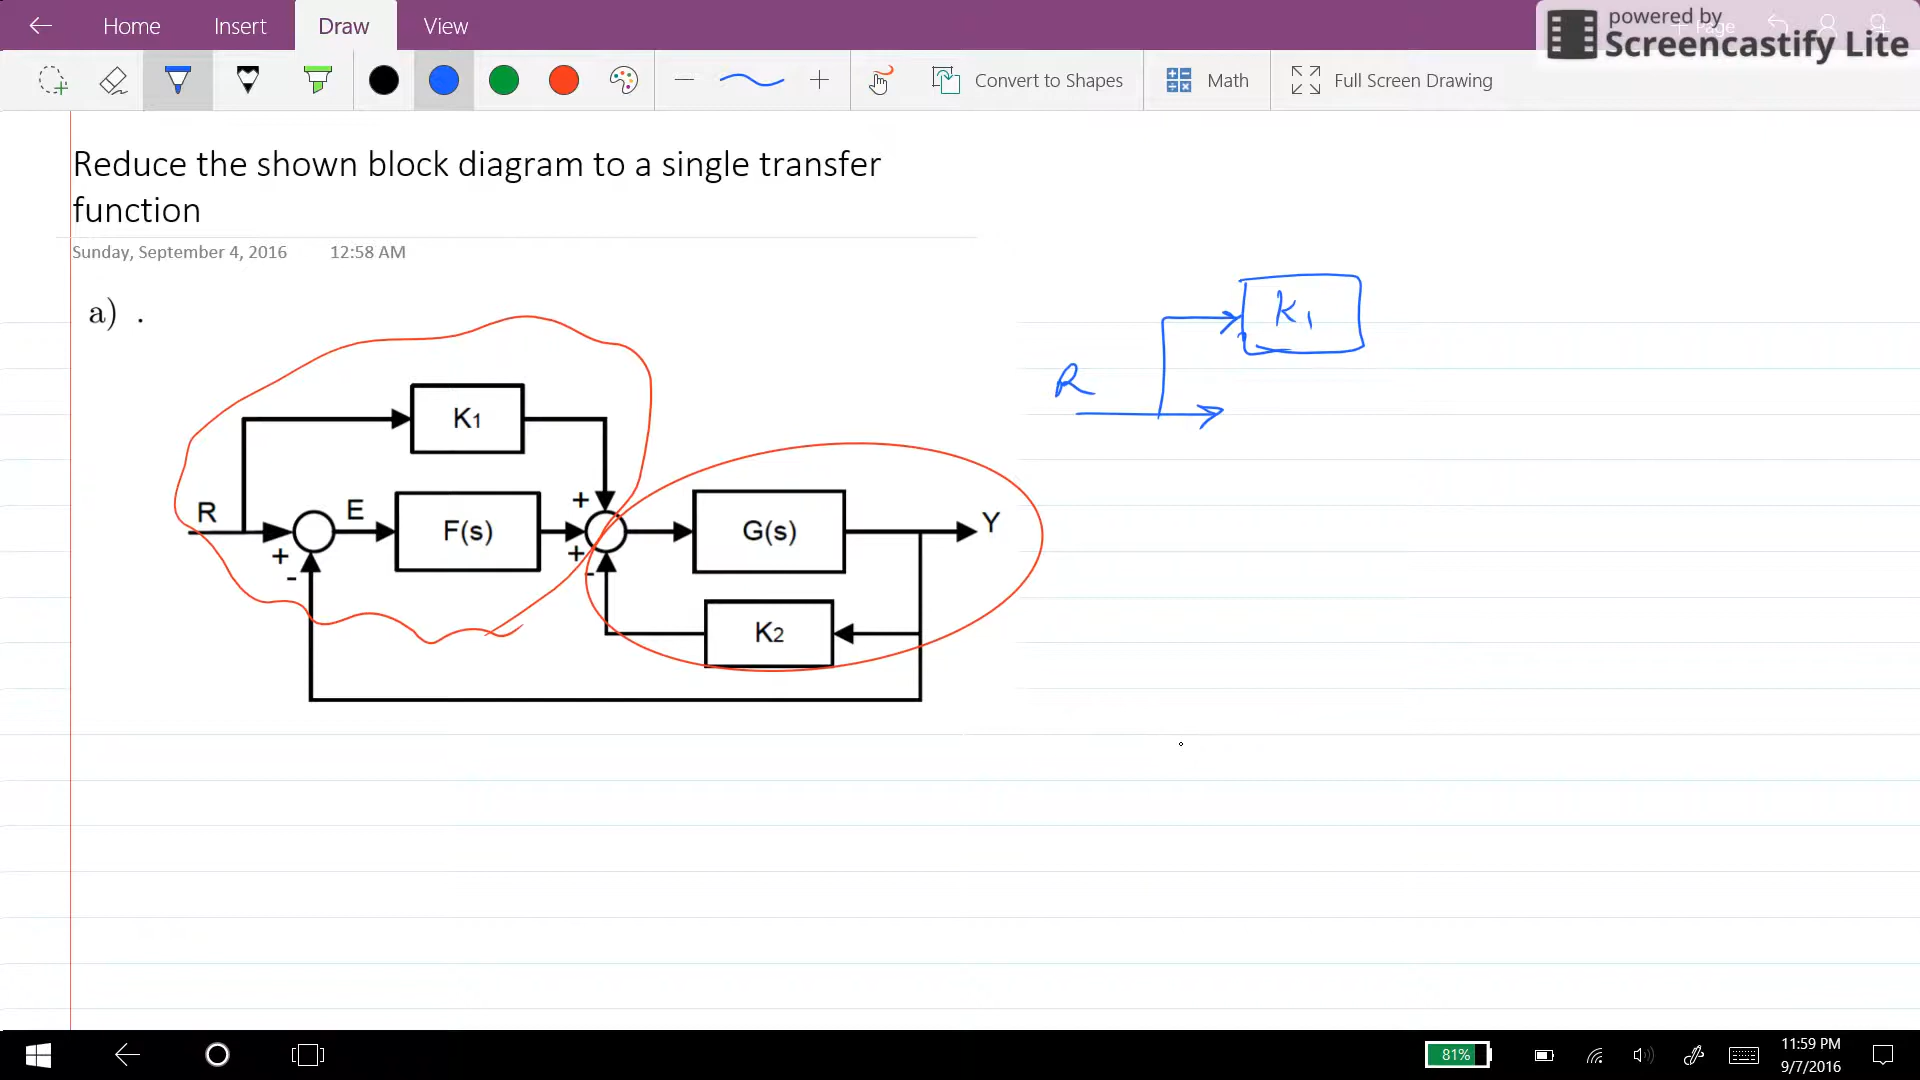 Home Insert Draw View
powered by
Screencastify Lite
Page
Convert to Shapes Math Full Screen Drawing
Reduce the shown block diagram to a single transfer
function
Sunday, September 4, 2016 12:58 AM
a) .
K1
R
E
F(s)
G(s)
Y
+
+
+
-
-
K2
K1
R
81%
11:59 PM
9/7/2016